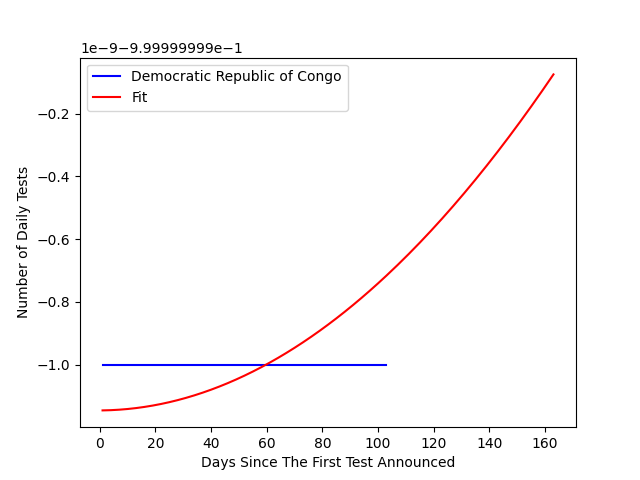 1e−9−9.99999999e−1
Democratic Republic of Congo
Fit
−0.2
−0.4
−0.6
−0.8
−1.0
Number of Daily Tests
0 20 40 60 80 100 120 140 160
Days Since The First Test Announced